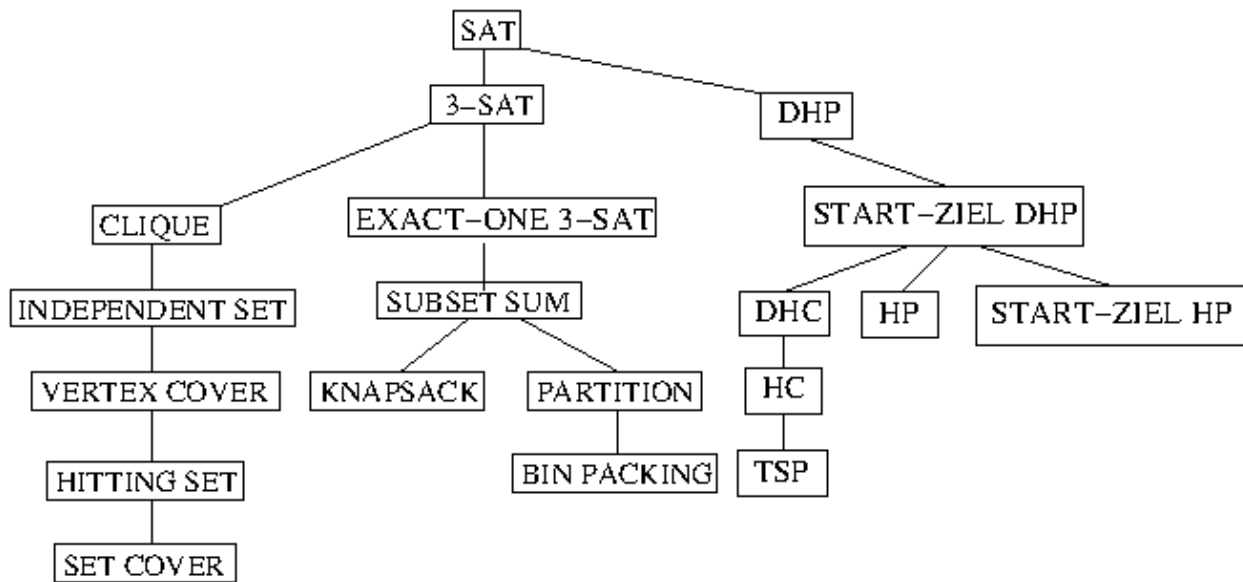 SAT
3–SAT
DHP
CLIQUE
EXACT–ONE 3–SAT
START–ZIEL DHP
INDEPENDENT SET
SUBSET SUM
DHC
HP
START–ZIEL HP
VERTEX COVER
KNAPSACK
PARTITION
HC
HITTING SET
BIN PACKING
TSP
SET COVER